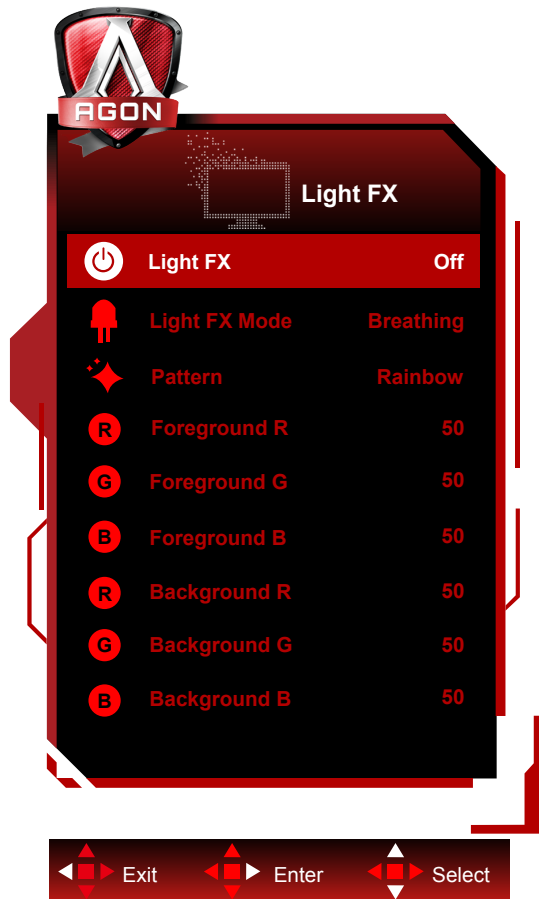 AGON
Light FX
Light FX Off
Light FX Mode Breathing
Pattern Rainbow
R Foreground R 50
G Foreground G 50
B Foreground B 50
R Background R 50
G Background G 50
B Background B 50
Exit Enter Select